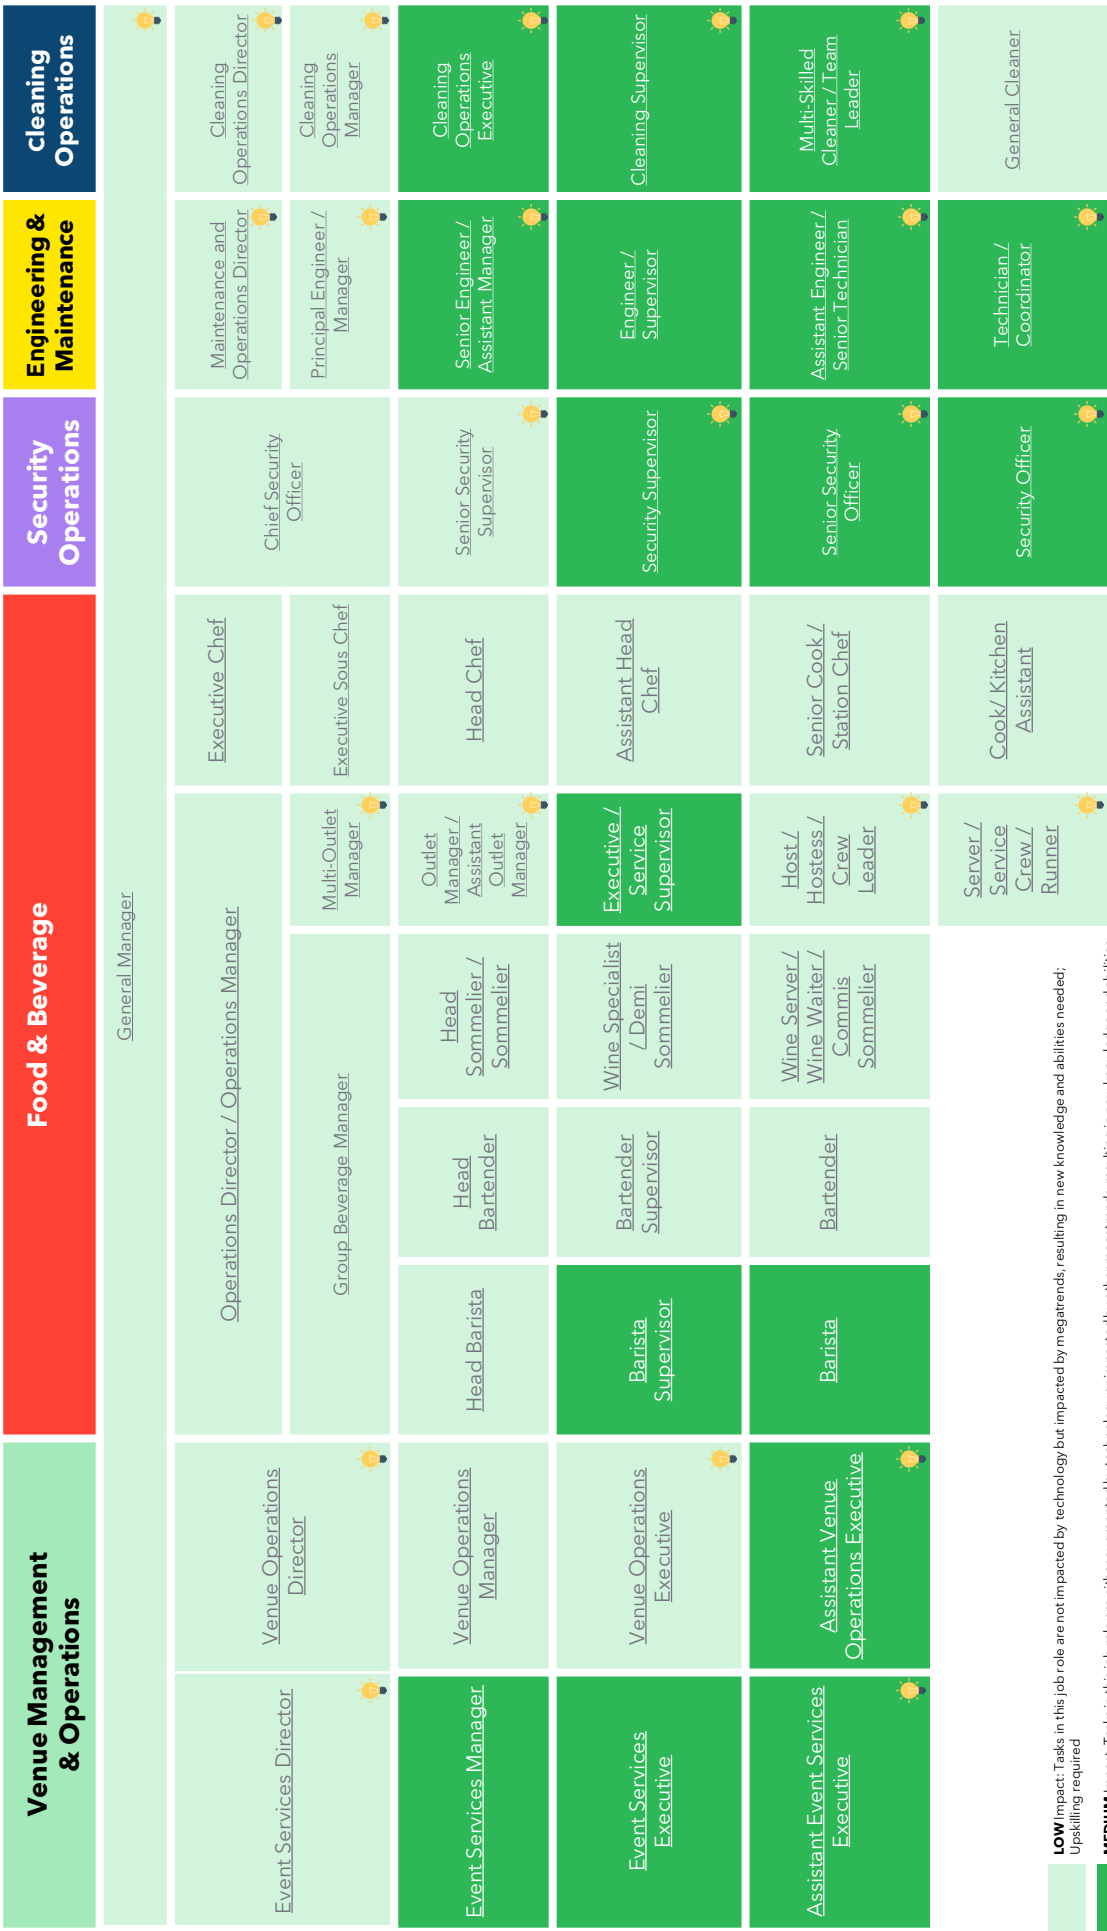 Venue Management
& Operations
Food & Beverage
Security
Operations
Engineering &
Maintenance
cleaning
Operations
General Manager
Event Services Director
Venue Operations
Director
Operations Director / Operations Manager
Executive Chef
Chief Security
Officer
Maintenance and
Operations Director
Cleaning
Operations Director
Group Beverage Manager
Multi-Outlet
Manager
Executive Sous Chef
Principal Engineer /
Manager
Cleaning
Operations
Manager
Event Services Manager
Venue Operations
Manager
Head Barista
Head
Bartender
Head
Sommelier /
Sommelier
Outlet
Manager /
Assistant
Outlet
Manager
Head Chef
Senior Security
Supervisor
Senior Engineer /
Assistant Manager
Cleaning
Operations
Executive
Event Services
Executive
Venue Operations
Executive
Barista
Supervisor
Bartender
Supervisor
Wine Specialist
/ Demi
Sommelier
Executive /
Service
Supervisor
Assistant Head
Chef
Security Supervisor
Engineer /
Supervisor
Cleaning Supervisor
Assistant Event Services
Executive
Assistant Venue
Operations Executive
Barista
Bartender
Wine Server /
Wine Waiter /
Commis
Sommelier
Host /
Hostess /
Crew
Leader
Senior Cook /
Station Chef
Senior Security
Officer
Assistant Engineer /
Senior Technician
Multi-Skilled
Cleaner / Team
Leader
Server /
Service
Crew /
Runner
Cook/ Kitchen
Assistant
Security Officer
Technician /
Coordinator
General Cleaner
LOW Impact: Tasks in this job role are not impacted by technology but impacted by megatrends, resulting in new knowledge and abilities needed;
Upskilling required